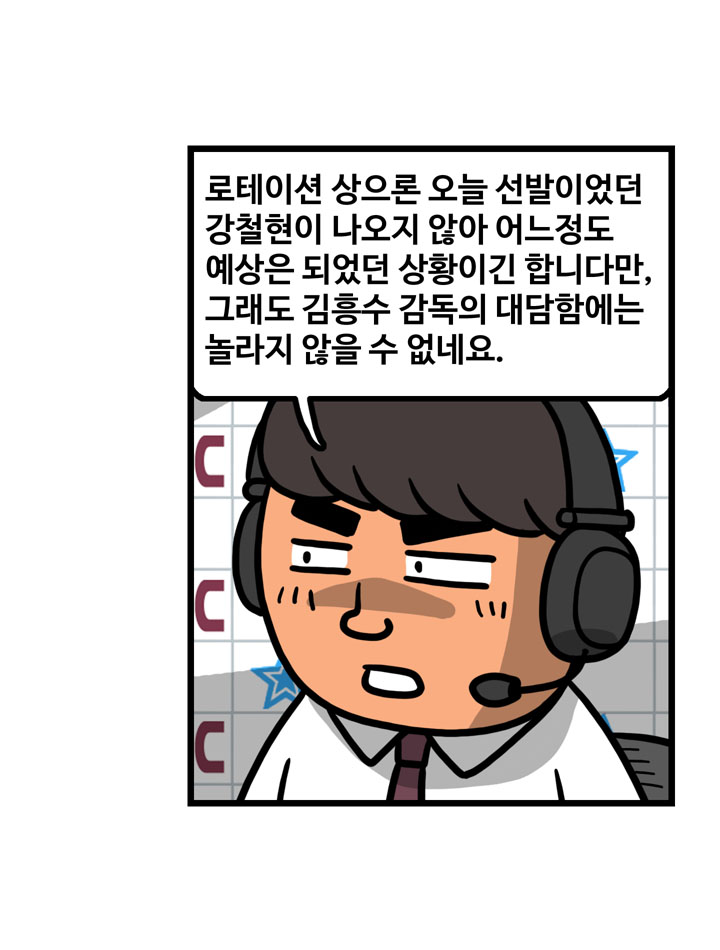 로테이션 상으론 오늘 선발이었던
강철현이 나오지 않아 어느정도
예상은 되었던 상황이긴 합니다만,
그래도 김흥수 감독의 대담함에는
놀라지 않을 수 없네요.
C
C
C